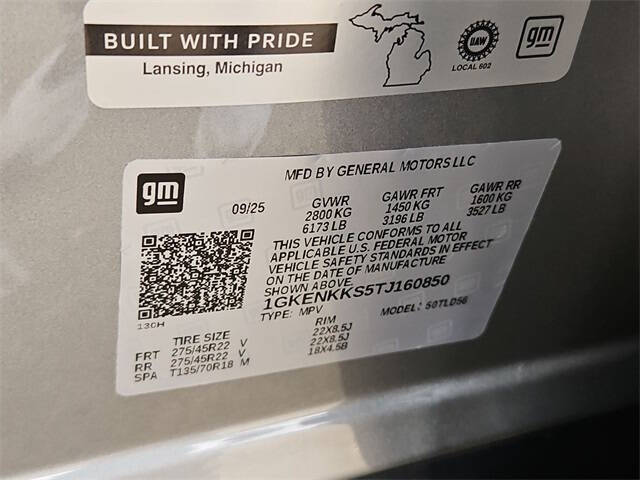 BUILT WITH PRIDE
Lansing, Michigan
UAW
LOCAL 602
gm
gm
MFD BY GENERAL MOTORS LLC
09/25
GVWR
2800 KG
6173 LB
GAWR FRT
1450 KG
3196 LB
GAWR RR
1600 KG
3527 LB
THIS VEHICLE CONFORMS TO ALL
APPLICABLE U.S. FEDERAL MOTOR
VEHICLE SAFETY STANDARDS IN EFFECT
ON THE DATE OF MANUFACTURE
SHOWN ABOVE.
1GKENKKS5TJ160850
TYPE: MPV
MODEL: 50TLD56
130H
TIRE SIZE
RIM
FRT 275/45R22 V 22X8.5J
RR 275/45R22 V 22X8.5J
SPA T135/70R18 M 18X4.5B